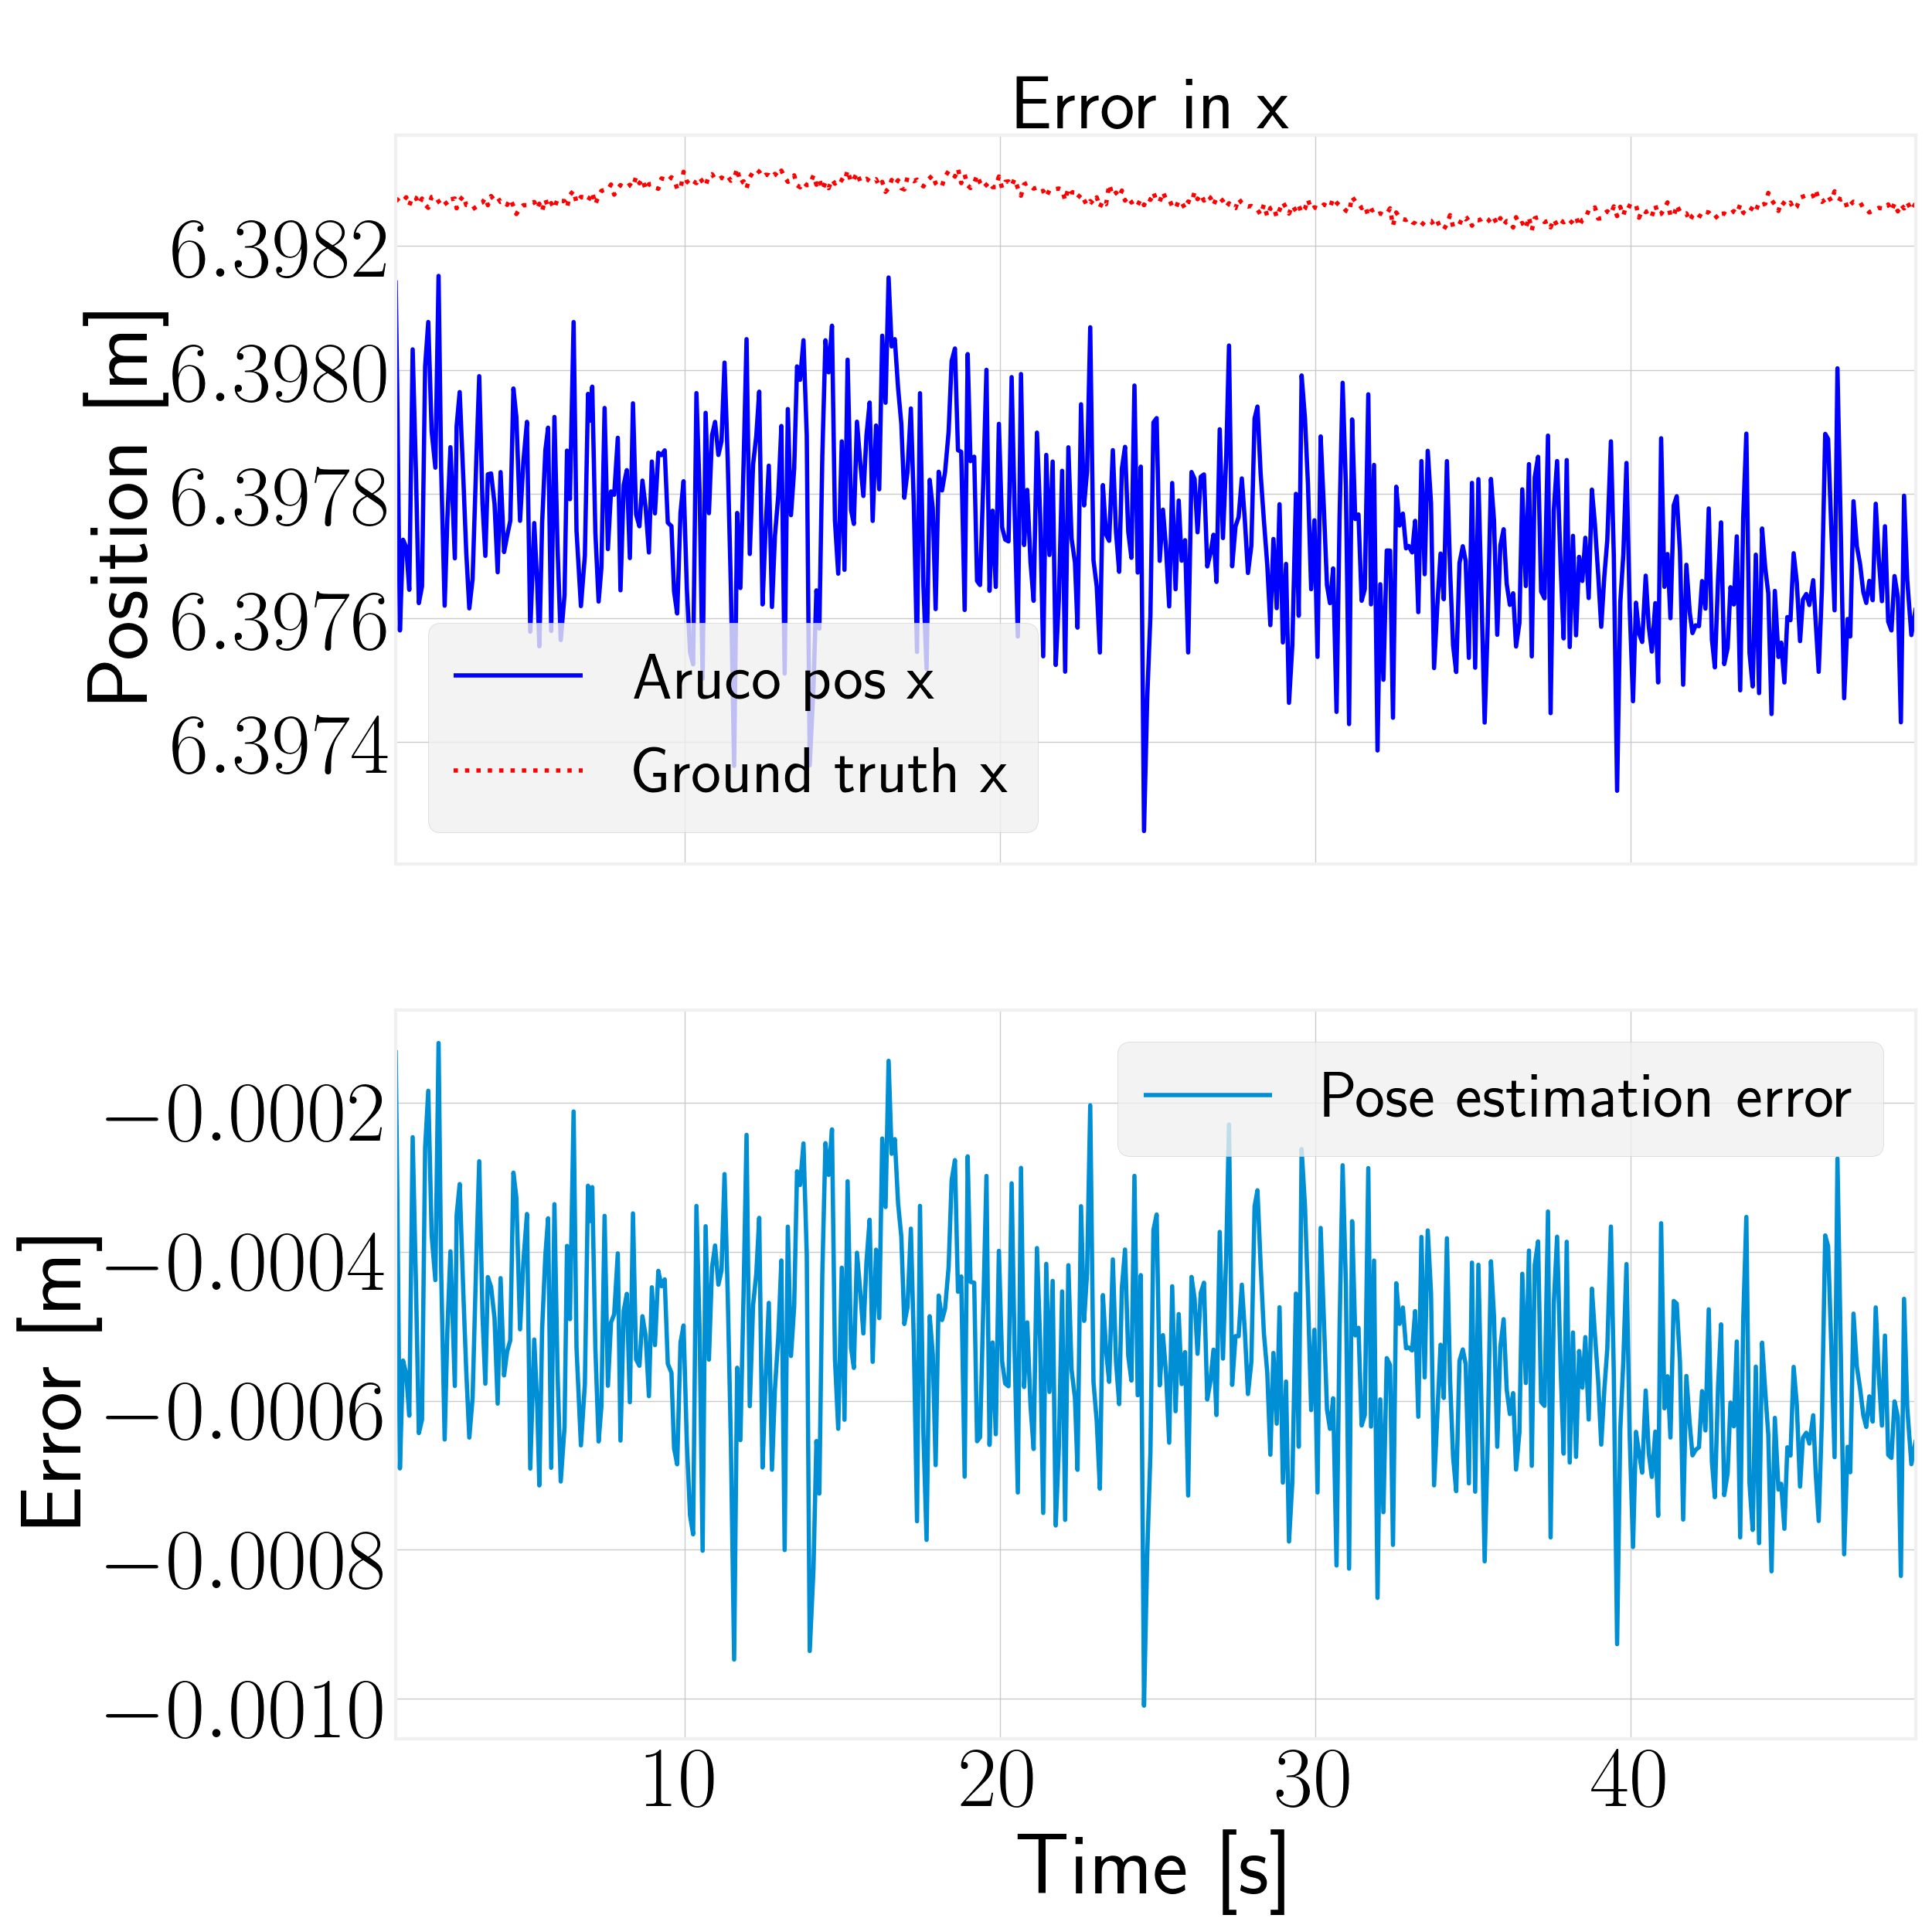 Error in x
Position [m]
6.3982
6.3980
6.3978
6.3976
6.3974
Aruco pos x
Ground truth x
Error [m]
−0.0002
−0.0004
−0.0006
−0.0008
−0.0010
Pose estimation error
10 20 30 40
Time [s]